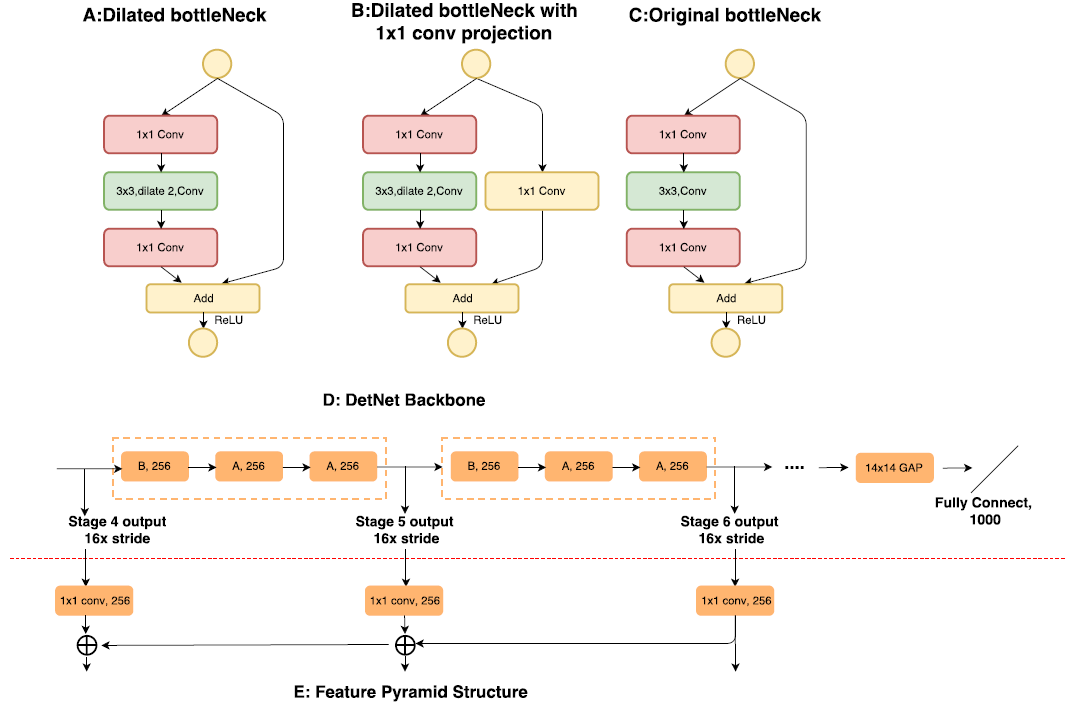 A:Dilated bottleNeck
B:Dilated bottleNeck with
1x1 conv projection
C:Original bottleNeck
1x1 Conv
3x3,dilate 2,Conv
1x1 Conv
Add
ReLU
1x1 Conv
3x3,dilate 2,Conv
1x1 Conv
1x1 Conv
Add
ReLU
1x1 Conv
3x3,Conv
1x1 Conv
Add
ReLU
D: DetNet Backbone
B, 256
A, 256
A, 256
B, 256
A, 256
A, 256
14x14 GAP
Fully Connect,
1000
Stage 4 output
16x stride
Stage 5 output
16x stride
Stage 6 output
16x stride
1x1 conv, 256
1x1 conv, 256
1x1 conv, 256
E: Feature Pyramid Structure